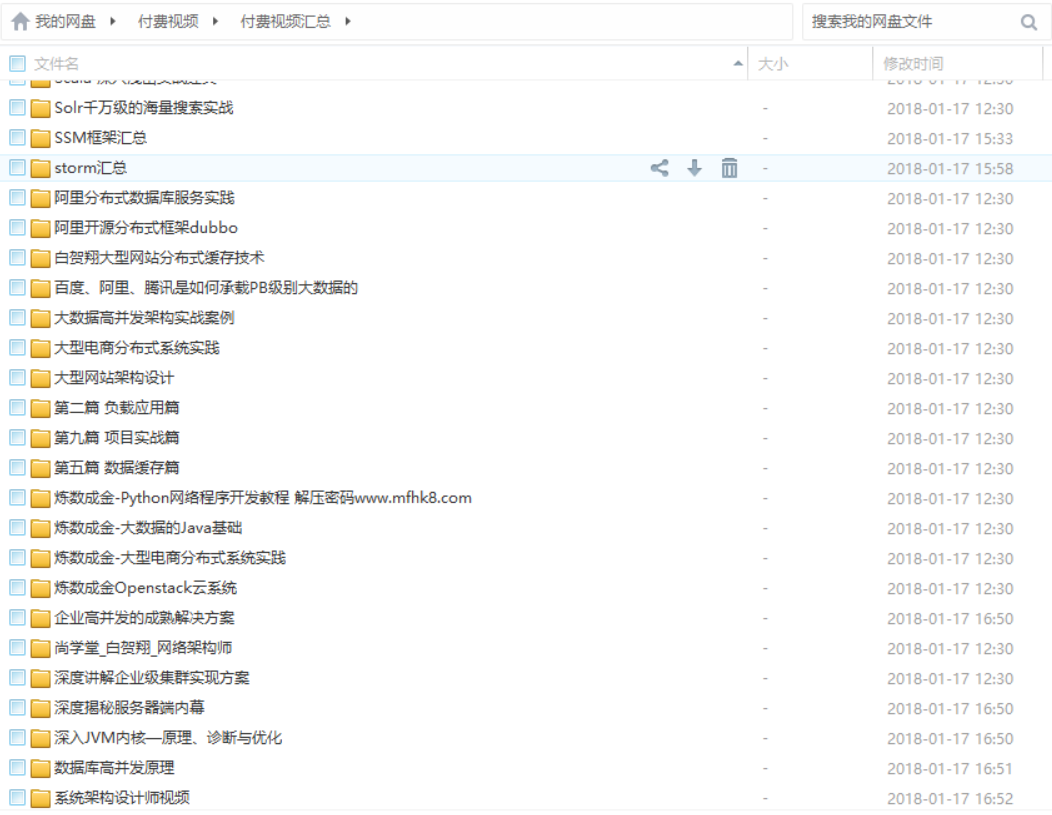 我的网盘 付费视频 付费视频汇总 搜索我的网盘文件
文件名 大小 修改时间
Solr千万级的海量搜索实战 - 2018-01-17 12:30
SSM框架汇总 - 2018-01-17 15:33
storm汇总 - 2018-01-17 15:58
阿里分布式数据库服务实践 - 2018-01-17 12:30
阿里开源分布式框架dubbo - 2018-01-17 12:30
白贺翔大型网站分布式缓存技术 - 2018-01-17 12:30
百度、阿里、腾讯是如何承载PB级别大数据的 - 2018-01-17 12:30
大数据高并发架构实战案例 - 2018-01-17 12:30
大型电商分布式系统实践 - 2018-01-17 12:30
大型网站架构设计 - 2018-01-17 12:30
第二篇 负载应用篇 - 2018-01-17 12:30
第九篇 项目实战篇 - 2018-01-17 12:30
第五篇 数据缓存篇 - 2018-01-17 12:30
炼数成金-Python网络程序开发教程 解压密码www.mfhk8.com - 2018-01-17 12:30
炼数成金-大数据的Java基础 - 2018-01-17 12:30
炼数成金-大型电商分布式系统实践 - 2018-01-17 12:30
炼数成金Openstack云系统 - 2018-01-17 12:30
企业高并发的成熟解决方案 - 2018-01-17 16:50
尚学堂_白贺翔_网络架构师 - 2018-01-17 12:30
深度讲解企业级集群实现方案 - 2018-01-17 12:30
深度揭秘服务器端内幕 - 2018-01-17 16:50
深入JVM内核—原理、诊断与优化 - 2018-01-17 16:50
数据库高并发原理 - 2018-01-17 16:51
系统架构设计师视频 - 2018-01-17 16:52